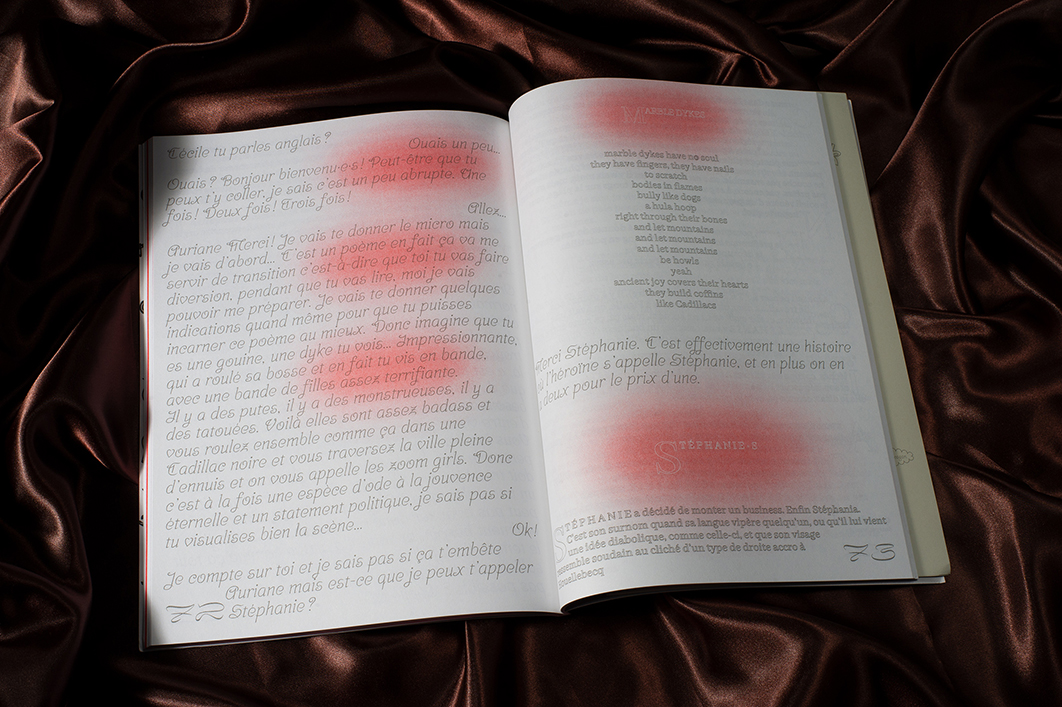 Cécile tu parles anglais ?
Ouais un peu...
Ouais ? Bonjour bienvenu·e·s ! Peut-être que tu
peux t'y coller, je sais c'est un peu abrupte. Une
fois ! Deux fois ! Trois fois !
Allez...
Auriane Merci ! Je vais te donner le micro mais
je vais d'abord... C'est un poème en fait ça va me
servir de transition c'est-à-dire que toi tu vas faire
diversion, pendant que tu vas lire, moi je vais
pouvoir me préparer. Je vais te donner quelques
indications quand même pour que tu puisses
incarner ce poème au mieux. Donc imagine que tu
es une gouine, une dyke tu vois... Impressionnante,
qui a roulé sa bosse et en fait tu vis en bande,
avec une bande de filles assez terrifiante.
Il y a des putes, il y a des monstrueuses, il y a
des tatouées. Voilà elles sont assez badass et
vous roulez ensemble comme ça dans une
Cadillac noire et vous traversez la ville pleine
d'ennuis et on vous appelle les zoom girls. Donc
c'est à la fois une espèce d'ode à la jouvence
éternelle et un statement politique, je sais pas si
tu visualises bien la scène...
Ok !
Je compte sur toi et je sais pas si ça t'embête
Auriane mais est-ce que je peux t'appeler
72 Stéphanie ?
MARBLE DYKES
marble dykes have no soul
they have fingers, they have nails
to scratch
bodies in flames
bully like dogs
a hula hoop
right through their bones
and let mountains
and let mountains
and let mountains
be howls
yeah
ancient joy covers their hearts
they build coffins
like Cadillacs
Merci Stéphanie. C'est effectivement une histoire
où l'héroïne s'appelle Stéphanie, et en plus on en
a deux pour le prix d'une.
STÉPHANIE·S
STÉPHANIE a décidé de monter un business. Enfin Stéphania.
C'est son surnom quand sa langue vipère quelqu'un, ou qu'il lui vient
une idée diabolique, comme celle-ci, et que son visage
ressemble soudain au cliché d'un type de droite accro à
Houellebecq
73